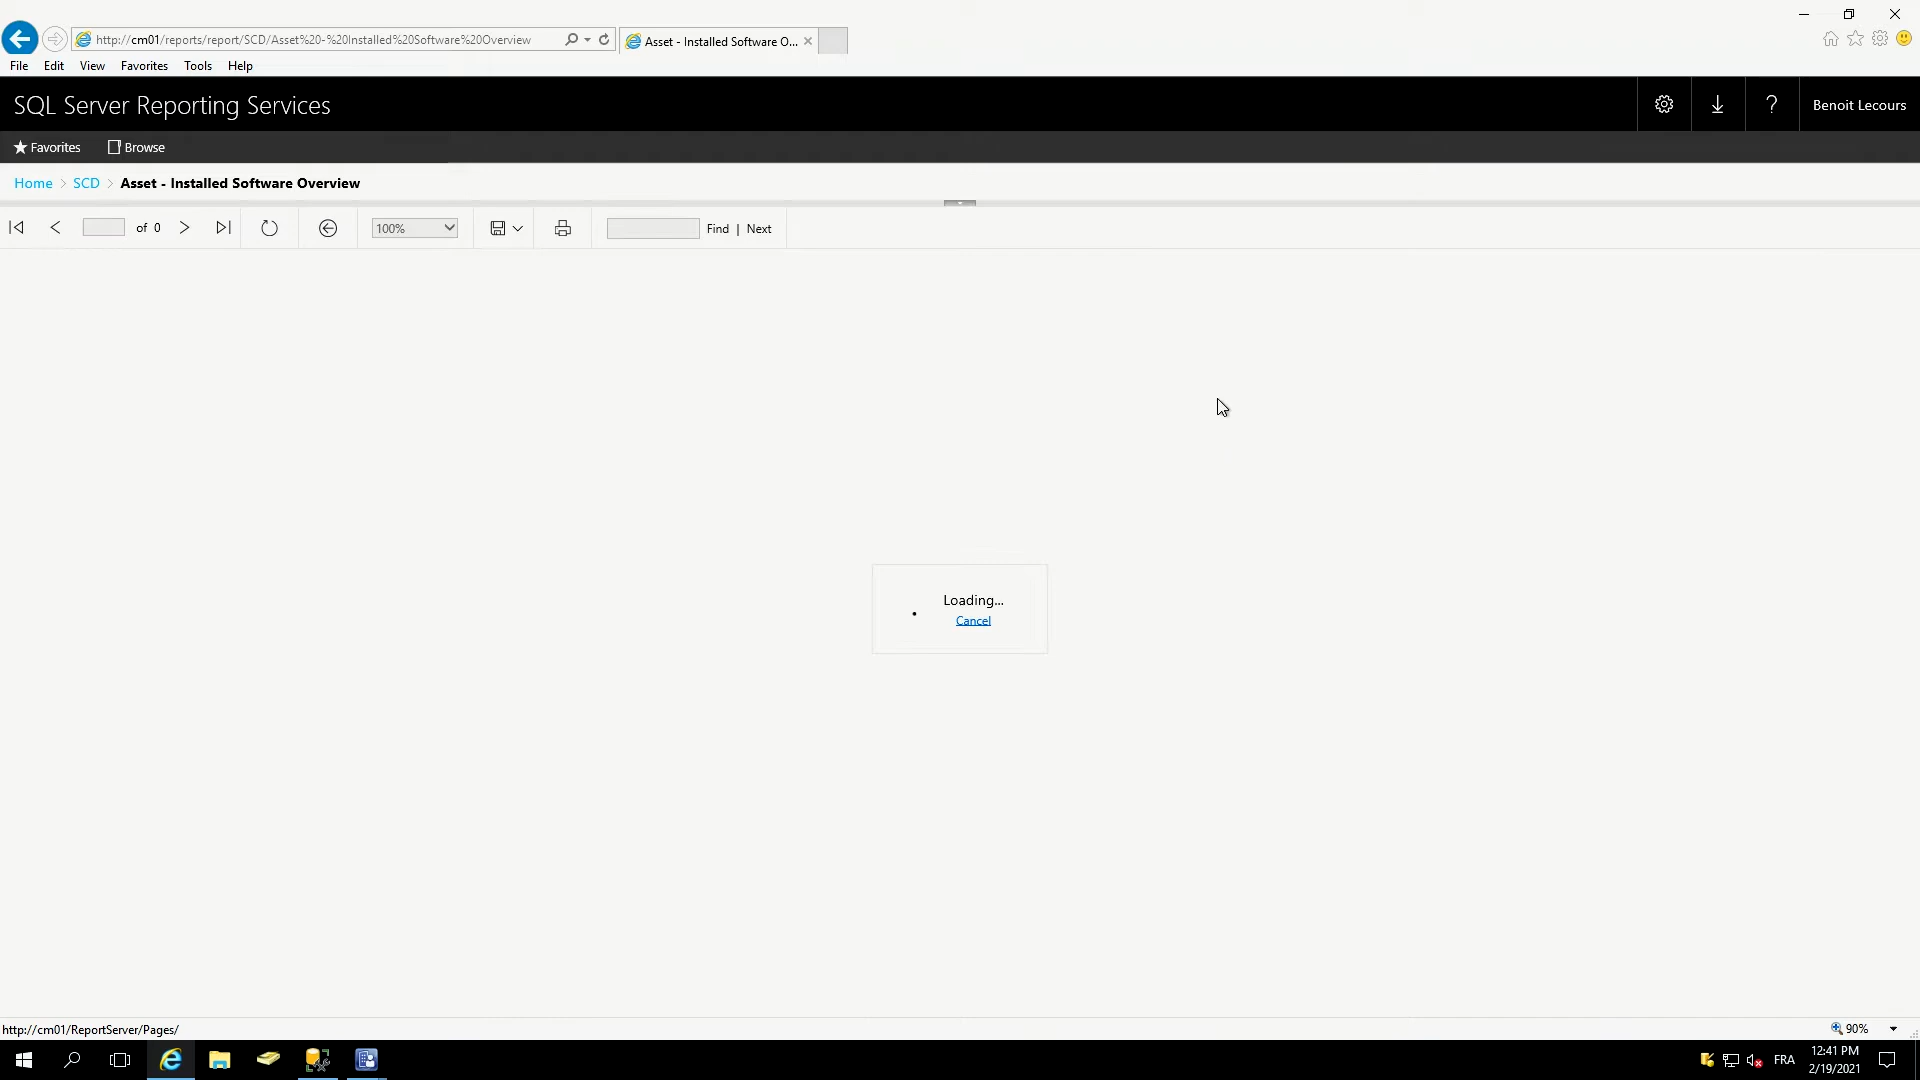 http://cm01/reports/report/SCD/Asset%20-%20Installed%20Software%20Overview
Asset - Installed Software O...
File Edit View Favorites Tools Help
SQL Server Reporting Services
? Benoit Lecours
Favorites Browse
Home > SCD > Asset - Installed Software Overview
of 0 100% Find | Next
Loading...
Cancel
http://cm01/ReportServer/Pages/
90%
FRA
12:41 PM
2/19/2021